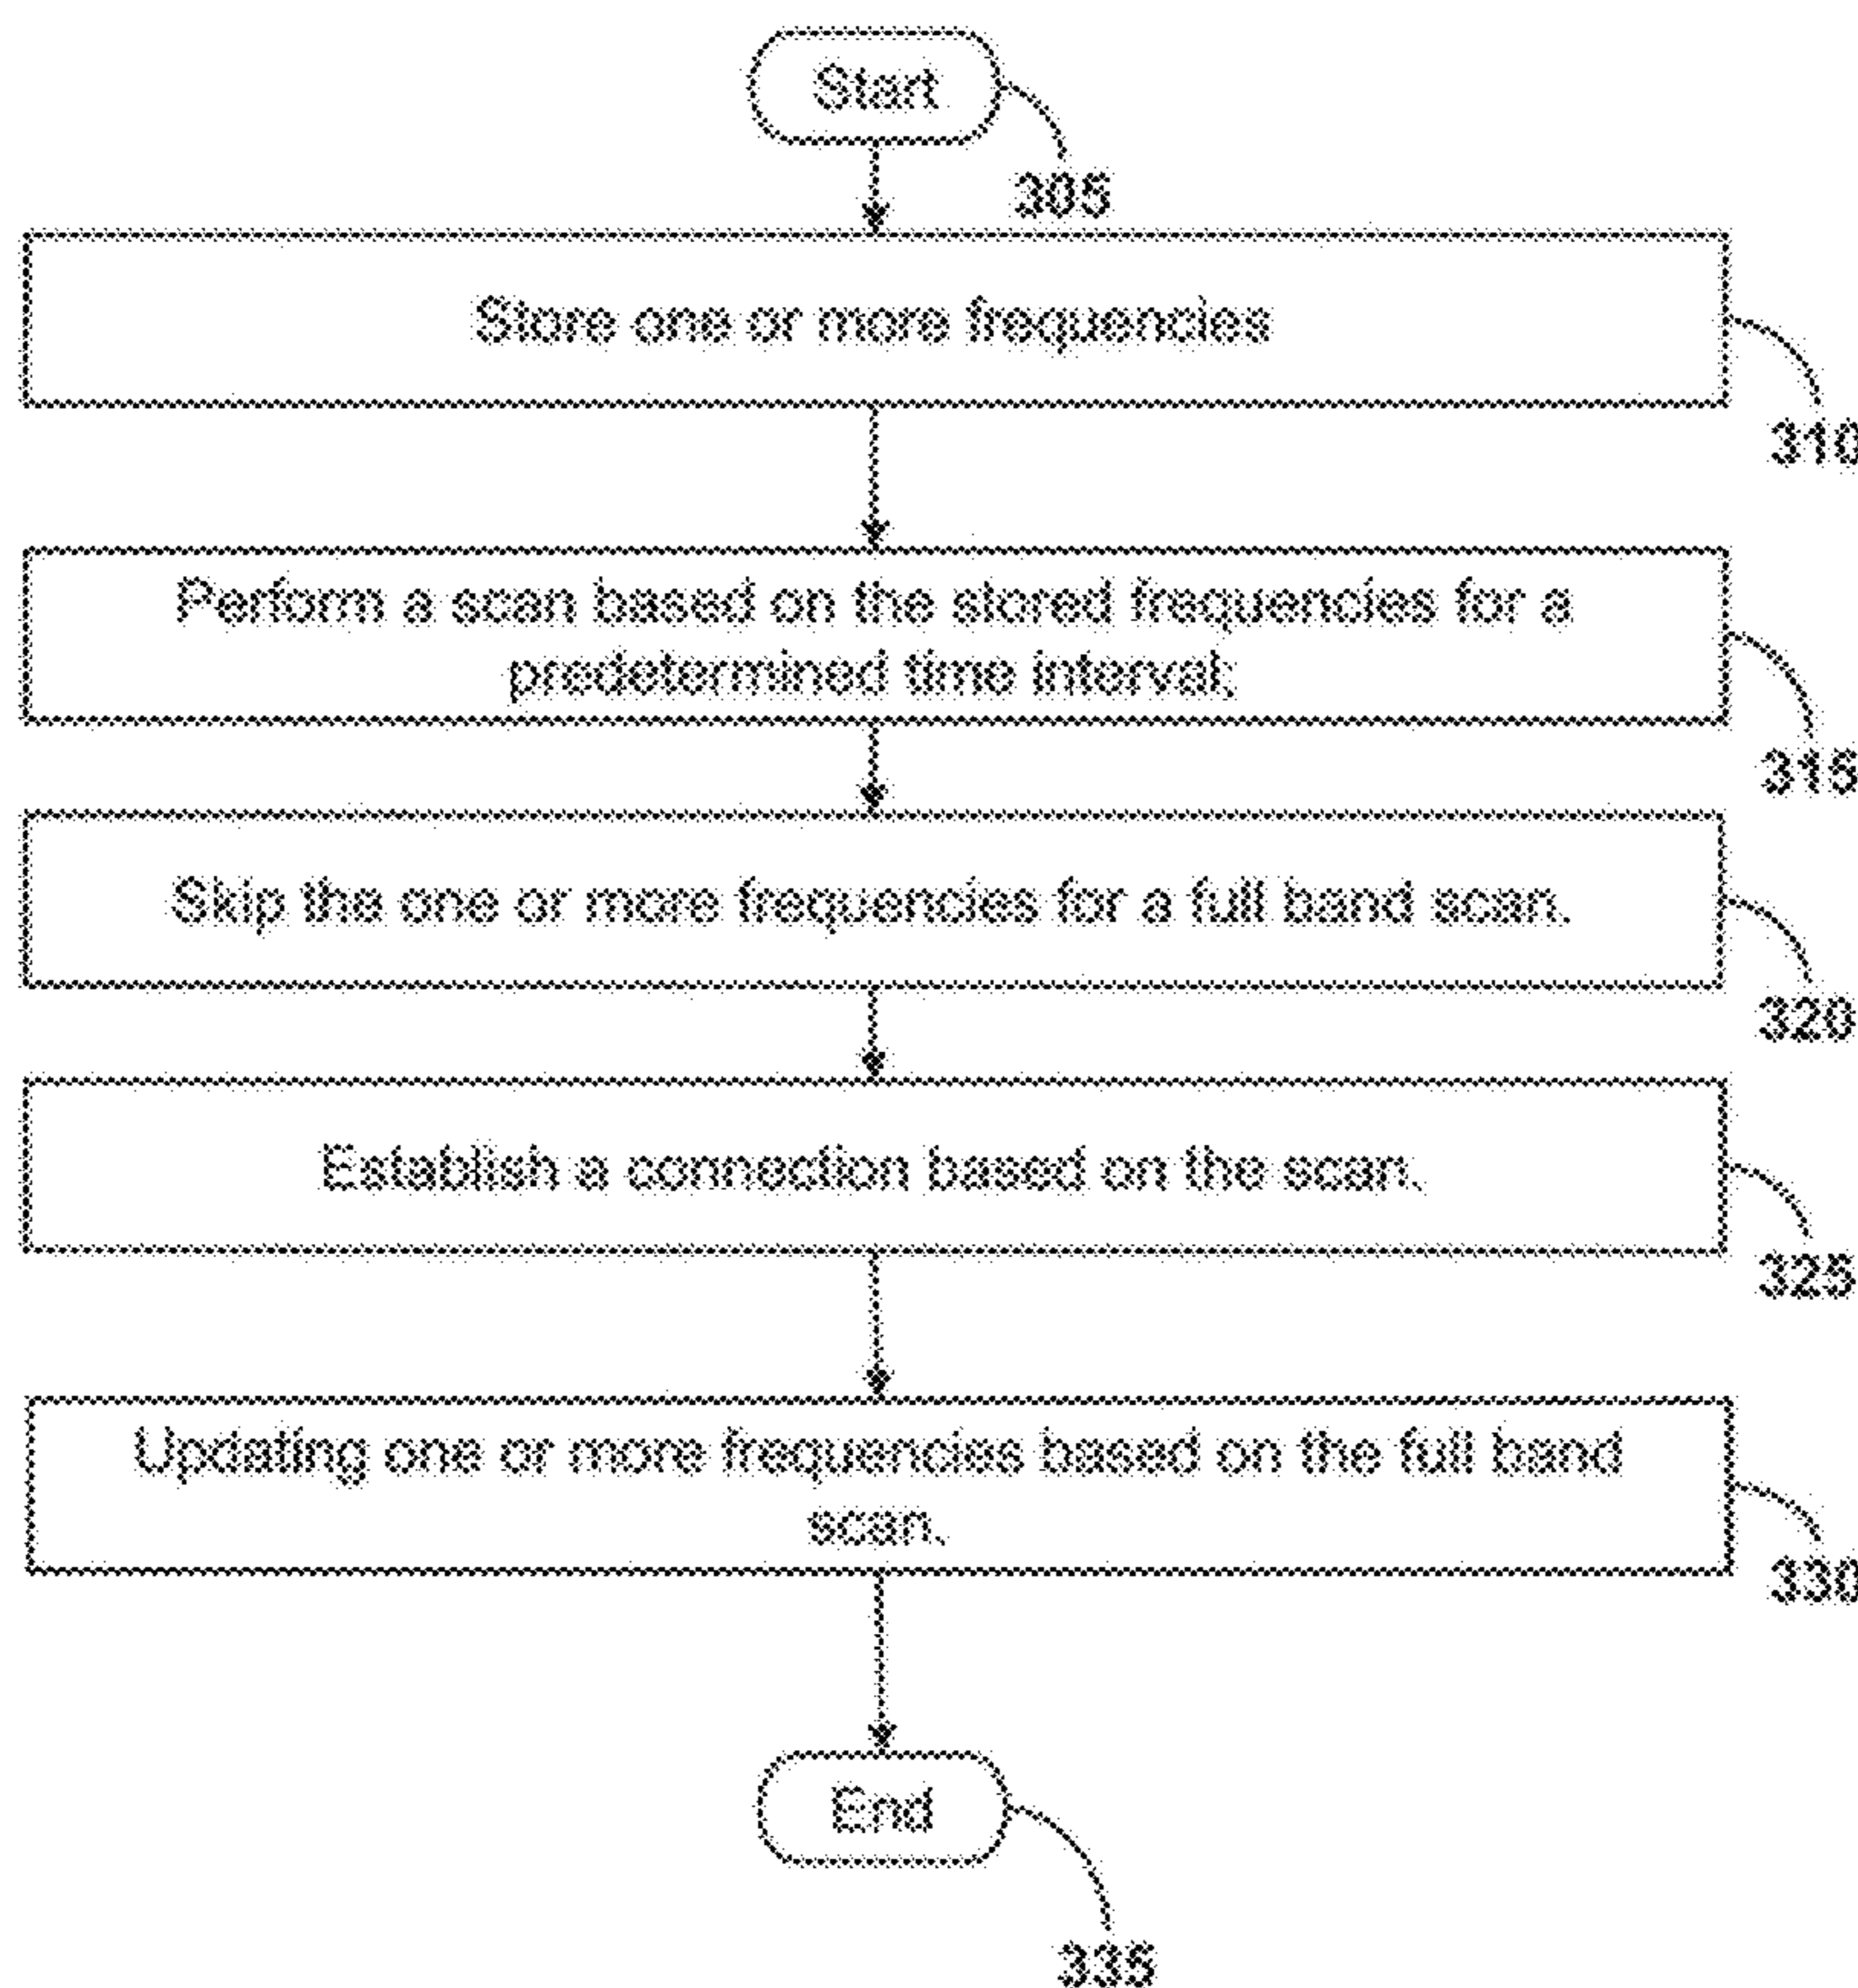 Start
305
Store one or more frequencies
310
Perform a scan based on the stored frequencies for a
predetermined time interval;
315
Skip the one or more frequencies for a full band scan.
320
Establish a connection based on the scan.
325
Updating one or more frequencies based on the full band
scan.
330
End
335